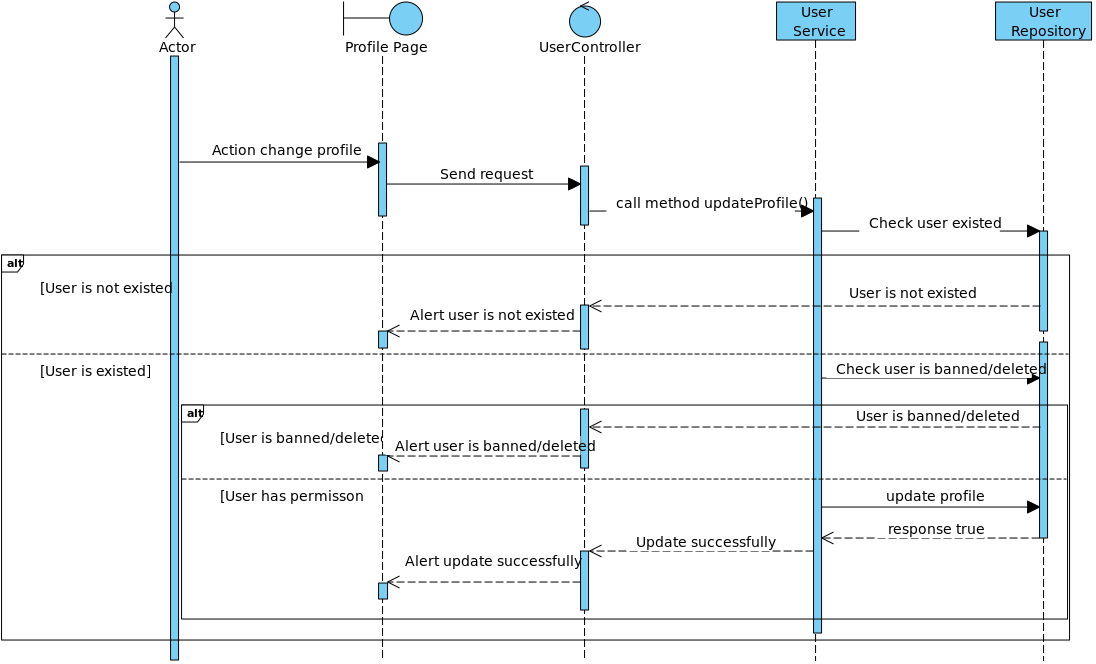 Actor
Profile Page
UserController
User
Service
User
Repository
Action change profile
Send request
call method updateProfile()
Check user existed
alt
[User is not existed
User is not existed
Alert user is not existed
[User is existed]
Check user is banned/deleted
alt
User is banned/deleted
[User is banned/delete
Alert user is banned/deleted
[User has permisson
update profile
response true
Update successfully
Alert update successfully